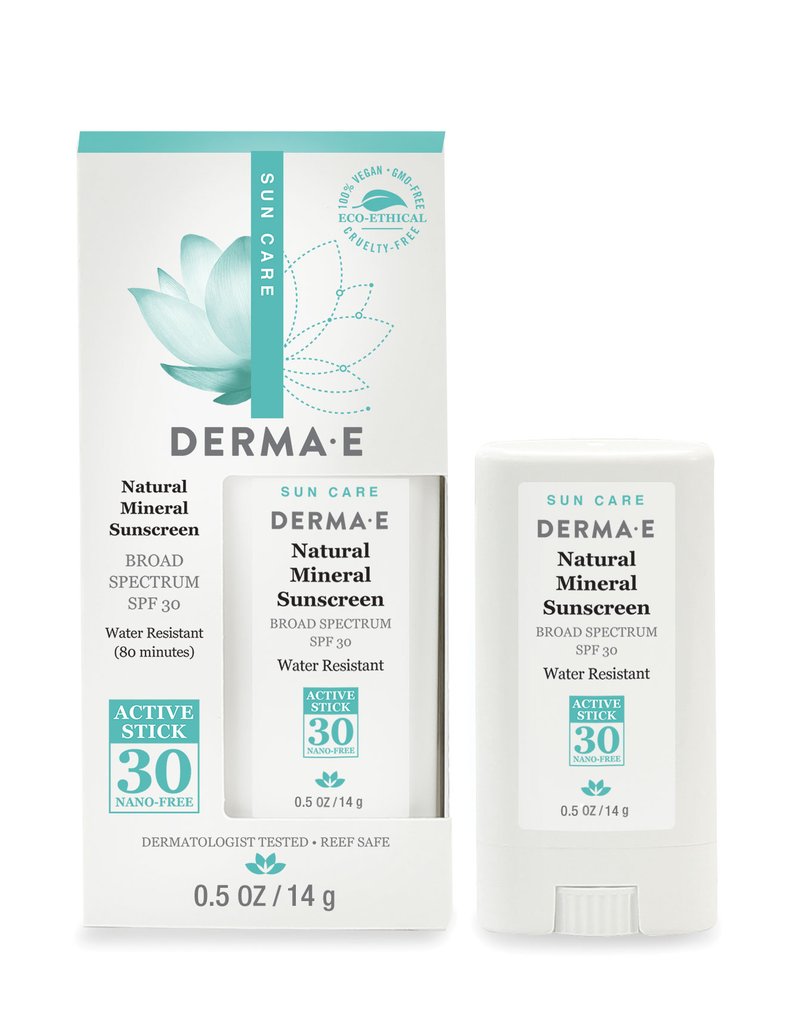 SUN CARE
100% VEGAN • GMO-FREE
ECO-ETHICAL
CRUELTY-FREE
DERMA·E
Natural
Mineral
Sunscreen
BROAD
SPECTRUM
SPF 30
Water Resistant
(80 minutes)
ACTIVE
STICK
30
NANO-FREE
SUN CARE
DERMA·E
Natural
Mineral
Sunscreen
BROAD SPECTRUM
SPF 30
Water Resistant
ACTIVE
STICK
30
NANO-FREE
0.5 OZ / 14 g
DERMATOLOGIST TESTED • REEF SAFE
0.5 OZ / 14 g
SUN CARE
DERMA·E
Natural
Mineral
Sunscreen
BROAD SPECTRUM
SPF 30
Water Resistant
ACTIVE
STICK
30
NANO-FREE
0.5 OZ / 14 g